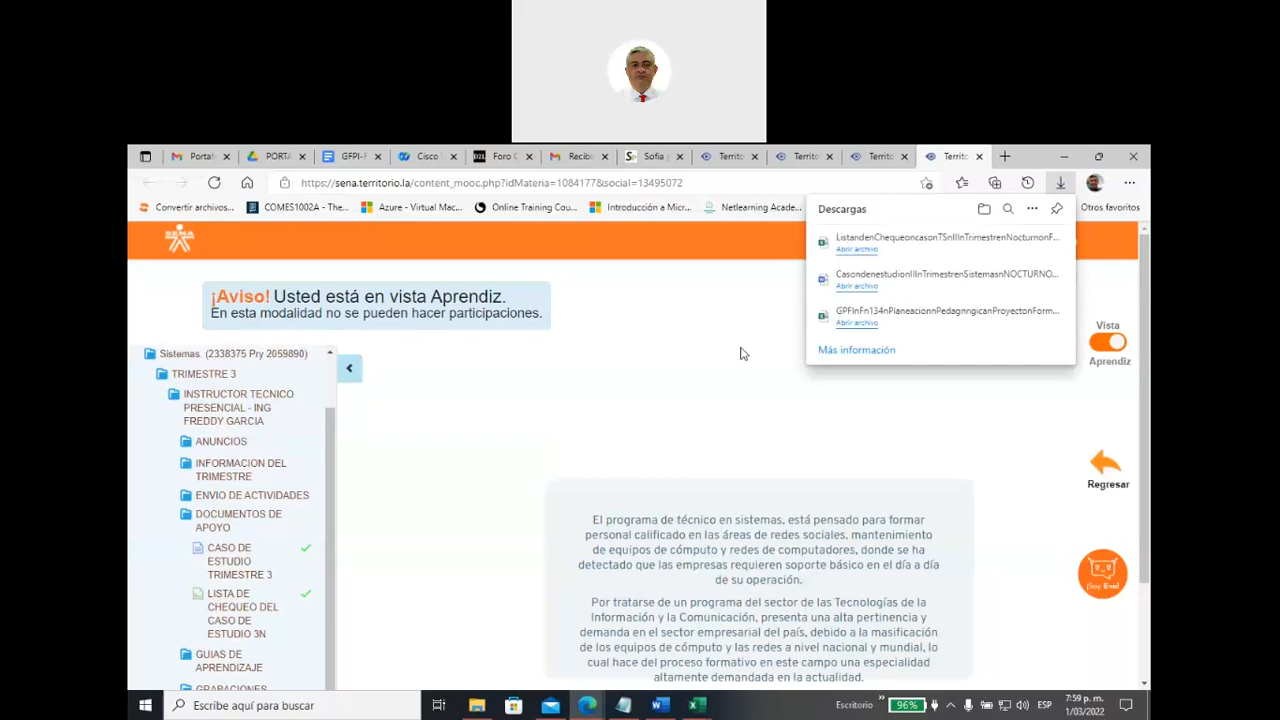 Portafo
PORTA
GFPI-F
Cisco
Foro C
Recibi
Sofia p
Territo
Territo
Territo
Territo
https://sena.territorio.la/content_mooc.php?idMateria=1084177&social=13495072
Convertir archivos...
COMES1002A - The...
Azure - Virtual Mac...
Online Training Cou...
Introducción a Micr...
Netlearning Acade...
Otros favoritos
SENA
Descargas
ListandenChequeoncasonTSnIIInTrimestrenNocturnonF...
Abrir archivo
CasondenestudionIIInTrimestrenSistemasnNOCTURNO...
Abrir archivo
GPFInFn134nPlaneacionnPedagngicanProyectonForm...
Abrir archivo
Más información
¡Aviso! Usted está en vista Aprendiz.
En esta modalidad no se pueden hacer participaciones.
Vista
Aprendiz
Regresar
¡Soy Eva!
Sistemas. (2338375 Pry 2059890)
TRIMESTRE 3
INSTRUCTOR TECNICO
PRESENCIAL - ING
FREDDY GARCIA
ANUNCIOS
INFORMACION DEL
TRIMESTRE
ENVIO DE ACTIVIDADES
DOCUMENTOS DE
APOYO
CASO DE
ESTUDIO
TRIMESTRE 3
LISTA DE
CHEQUEO DEL
CASO DE
ESTUDIO 3N
GUIAS DE
APRENDIZAJE
GRABACIONES
El programa de técnico en sistemas, está pensado para formar
personal calificado en las áreas de redes sociales, mantenimiento
de equipos de cómputo y redes de computadores, donde se ha
detectado que las empresas requieren soporte básico en el día a día
de su operación.
Por tratarse de un programa del sector de las Tecnologías de la
Información y la Comunicación, presenta una alta pertinencia y
demanda en el sector empresarial del país, debido a la masificación
de los equipos de cómputo y las redes a nivel nacional y mundial, lo
cual hace del proceso formativo en este campo una especialidad
altamente demandada en la actualidad.
Escribe aquí para buscar
Escritorio
96%
ESP
7:59 p. m.
1/03/2022